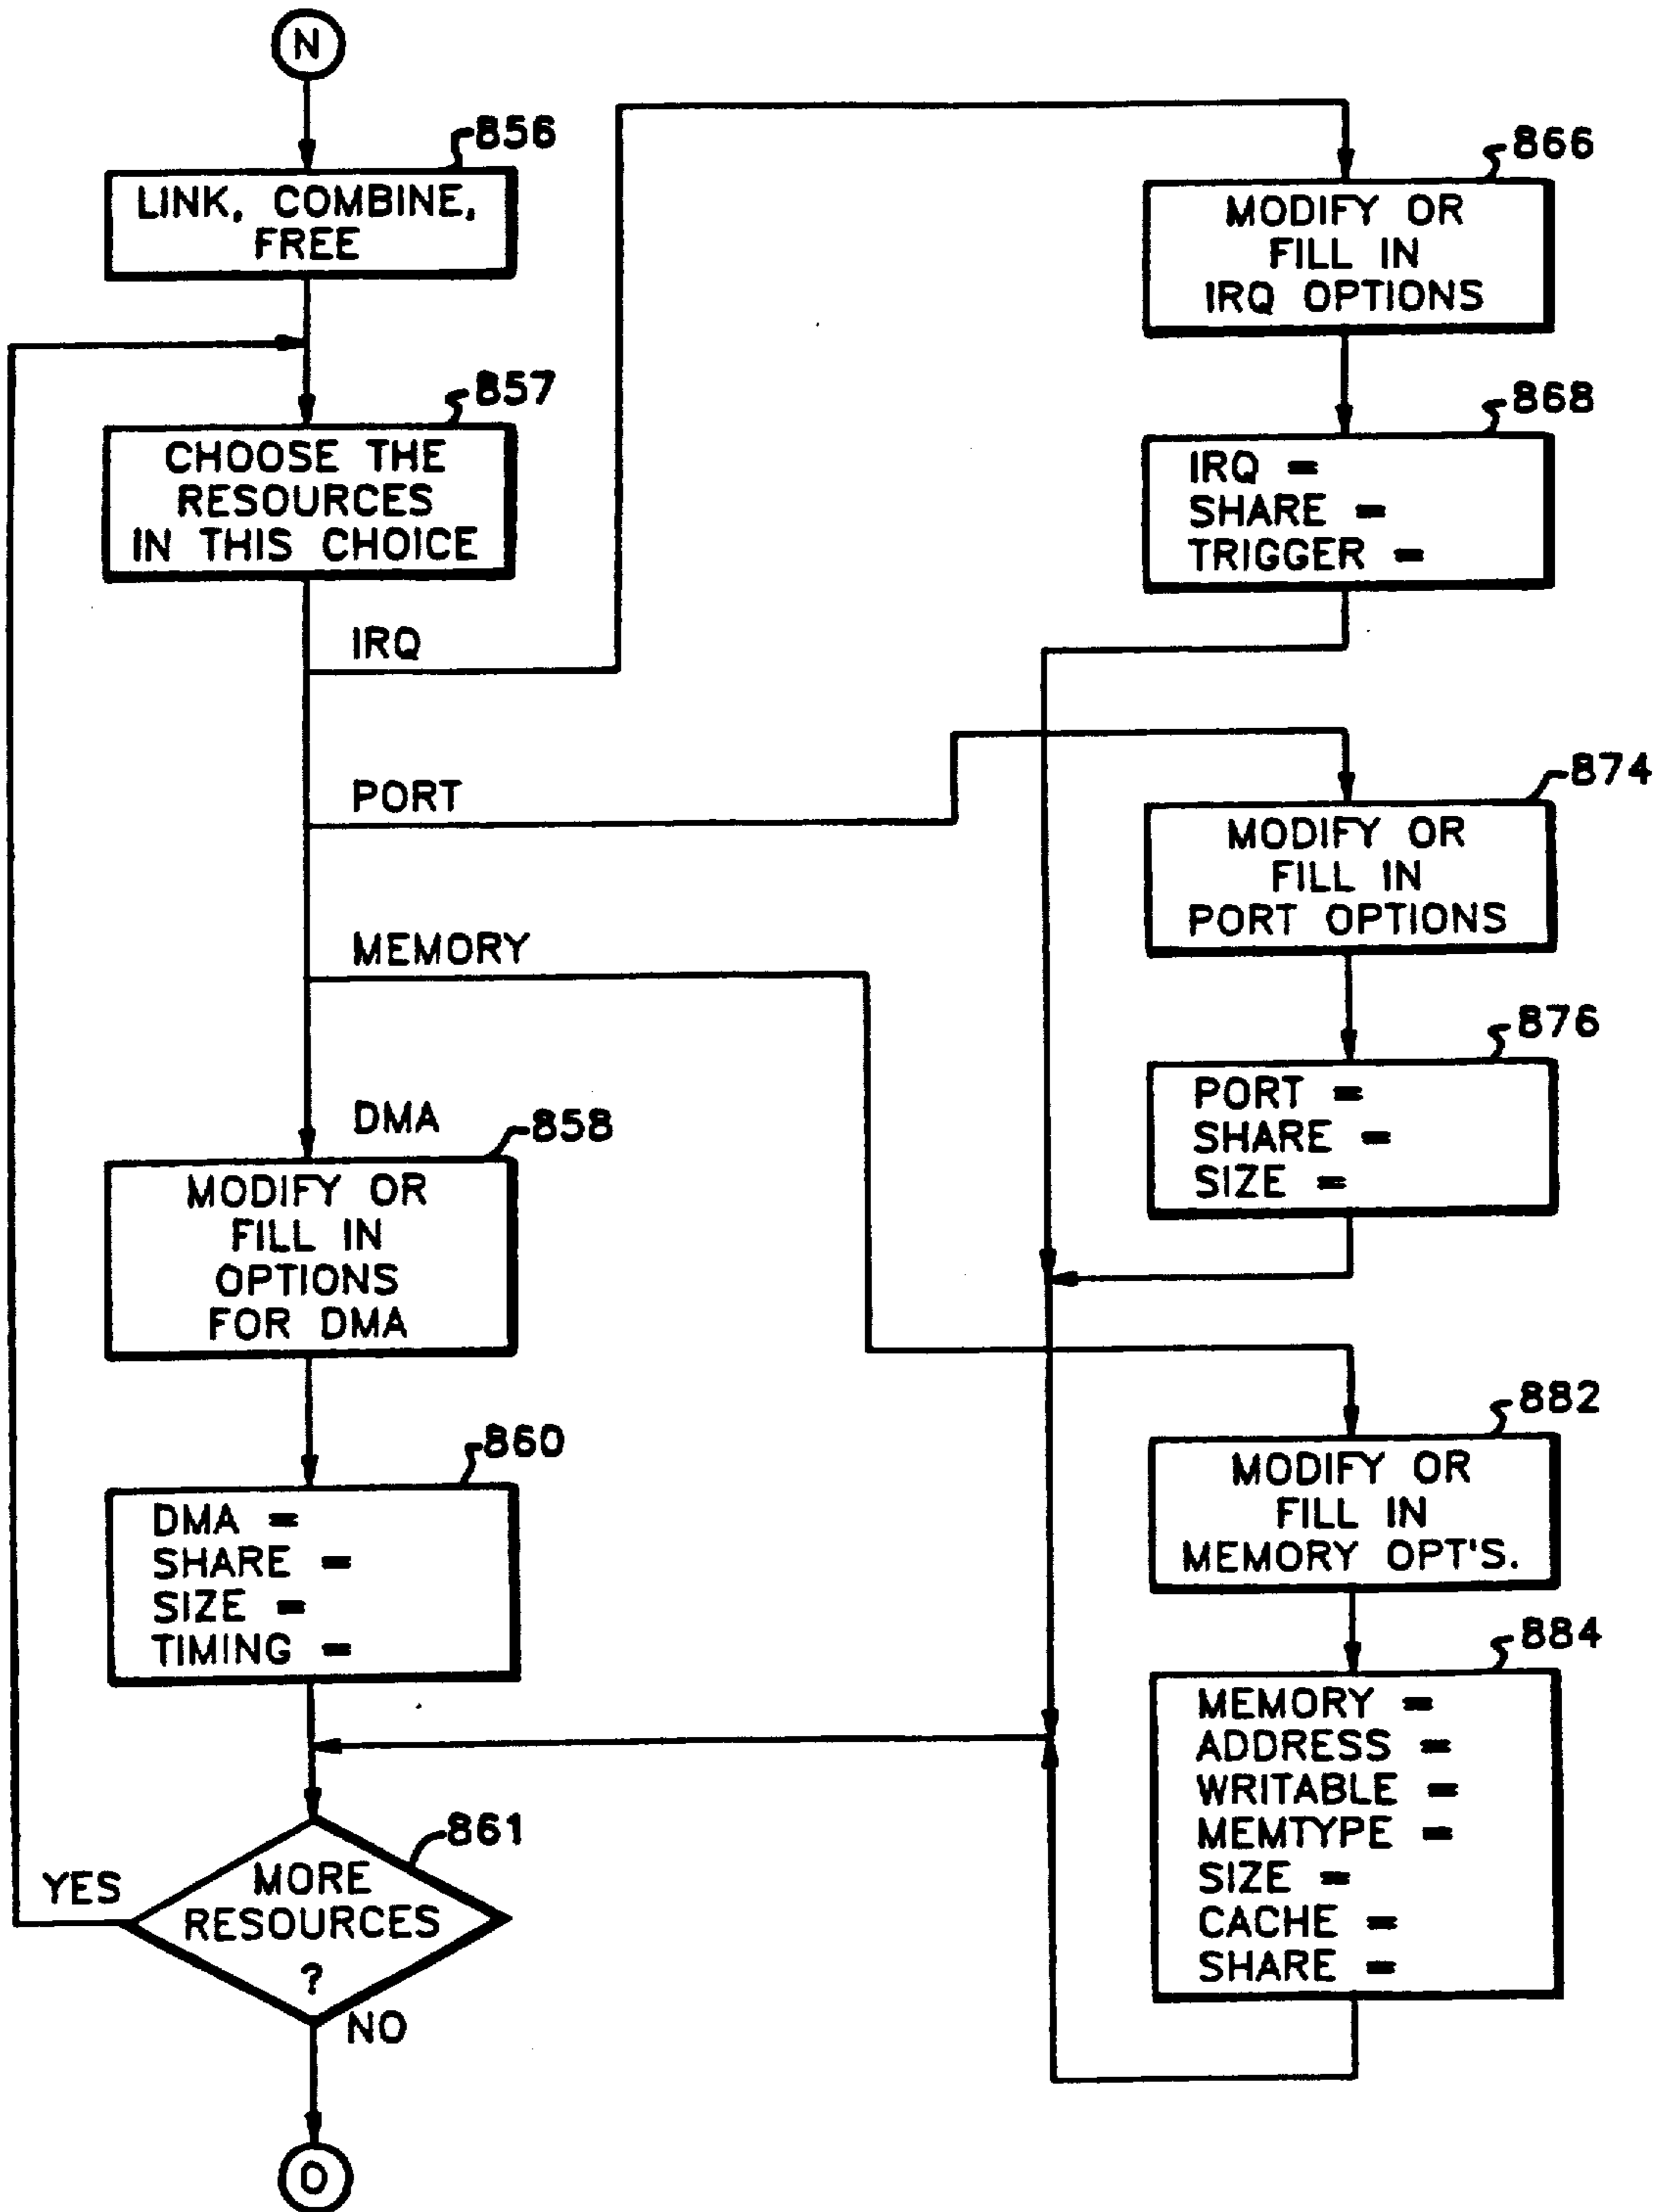 N
856
LINK, COMBINE,
FREE
857
CHOOSE THE
RESOURCES
IN THIS CHOICE
IRQ
PORT
MEMORY
DMA
858
MODIFY OR
FILL IN
OPTIONS
FOR DMA
860
DMA =
SHARE =
SIZE =
TIMING =
861
MORE
RESOURCES
?
YES
NO
O
866
MODIFY OR
FILL IN
IRQ OPTIONS
868
IRQ =
SHARE =
TRIGGER =
874
MODIFY OR
FILL IN
PORT OPTIONS
876
PORT =
SHARE =
SIZE =
882
MODIFY OR
FILL IN
MEMORY OPT'S.
884
MEMORY =
ADDRESS =
WRITABLE =
MEMTYPE =
SIZE =
CACHE =
SHARE =